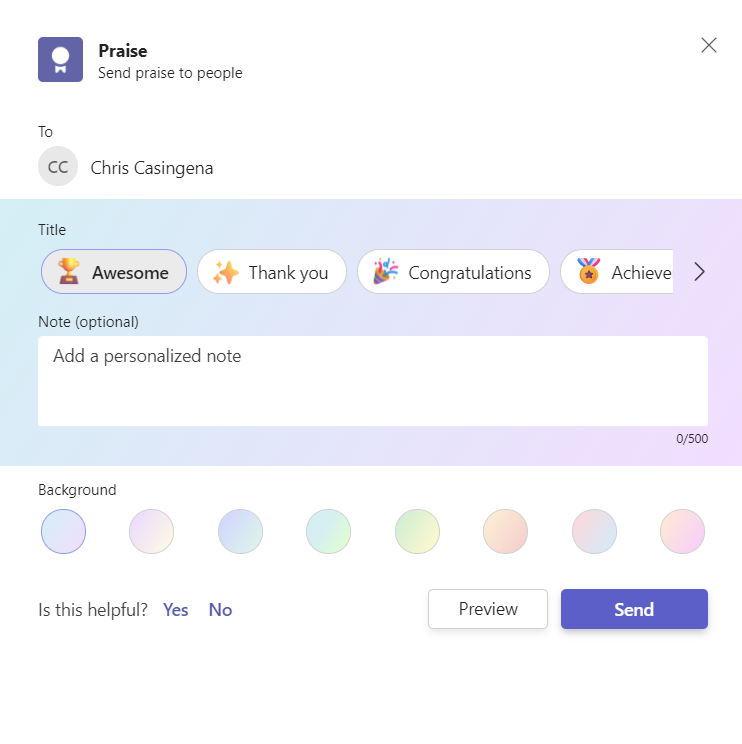 Praise
Send praise to people
To
CC Chris Casingena
Title
Awesome Thank you Congratulations Achieve
Note (optional)
Add a personalized note
0/500
Background
Is this helpful? Yes No Preview Send